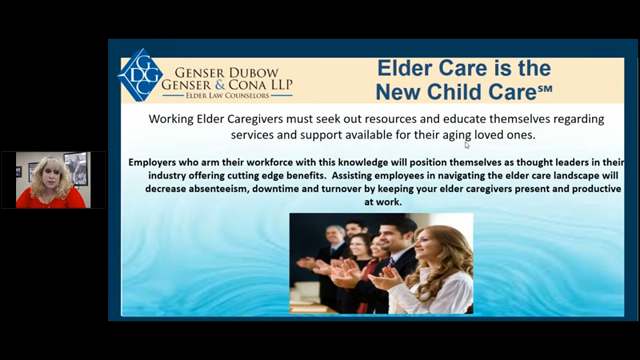 GDGC
GENSER DUBOW
GENSER & CONA LLP
ELDER LAW COUNSELORS
Elder Care is the
New Child Care℠
Working Elder Caregivers must seek out resources and educate themselves regarding
services and support available for their aging loved ones.
Employers who arm their workforce with this knowledge will position themselves as thought leaders in their
industry offering cutting edge benefits. Assisting employees in navigating the elder care landscape will
decrease absenteeism, downtime and turnover by keeping your elder caregivers present and productive
at work.